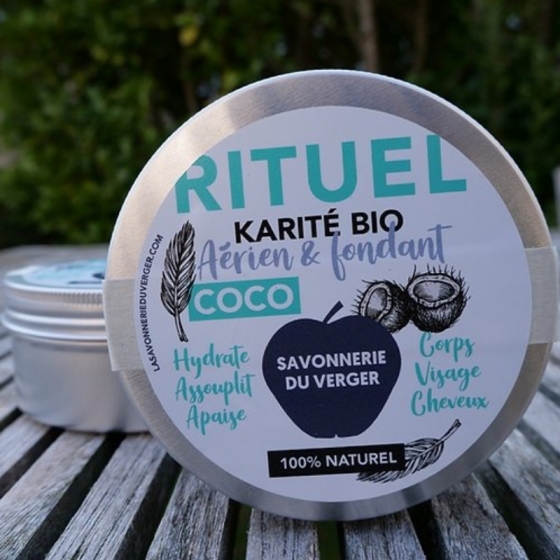 RITUEL
KARITÉ BIO
Aérien & fondant
COCO
LASAVONNERIEDUVERGER.COM
Hydrate
Assouplit
Apaise
SAVONNERIE
DU VERGER
Corps
Visage
Cheveux
100% NATUREL